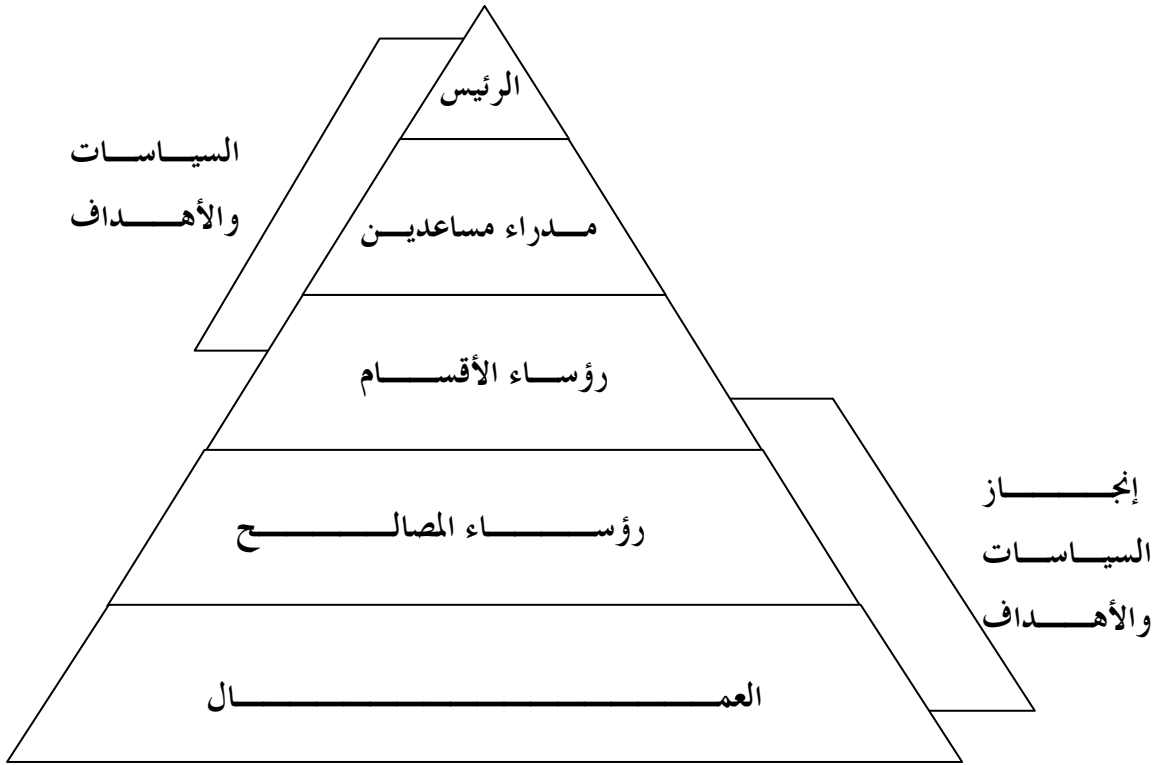 الرئيس
السياسات
والأهداف
مدراء مساعدين
رؤساء الأقسام
رؤساء المصالح
إنجاز
السياسات
والأهداف
العمال